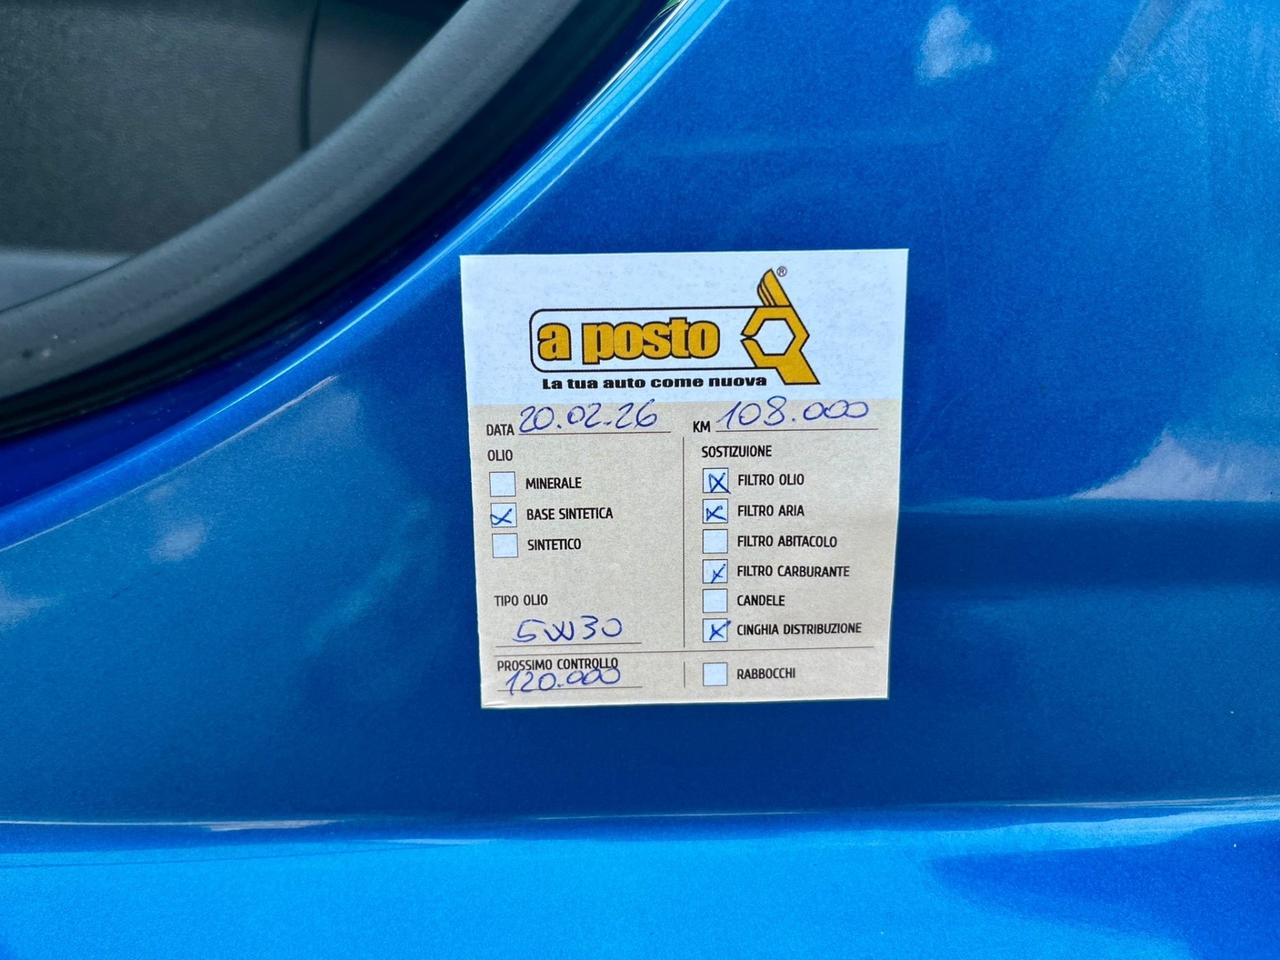 a posto ®
La tua auto come nuova
DATA 20.02.26 KM 108.000
OLIO
MINERALE
BASE SINTETICA
SINTETICO
TIPO OLIO
5W30
PROSSIMO CONTROLLO
120.000
SOSTIZUIONE
FILTRO OLIO
FILTRO ARIA
FILTRO ABITACOLO
FILTRO CARBURANTE
CANDELE
CINGHIA DISTRIBUZIONE
RABBOCCHI